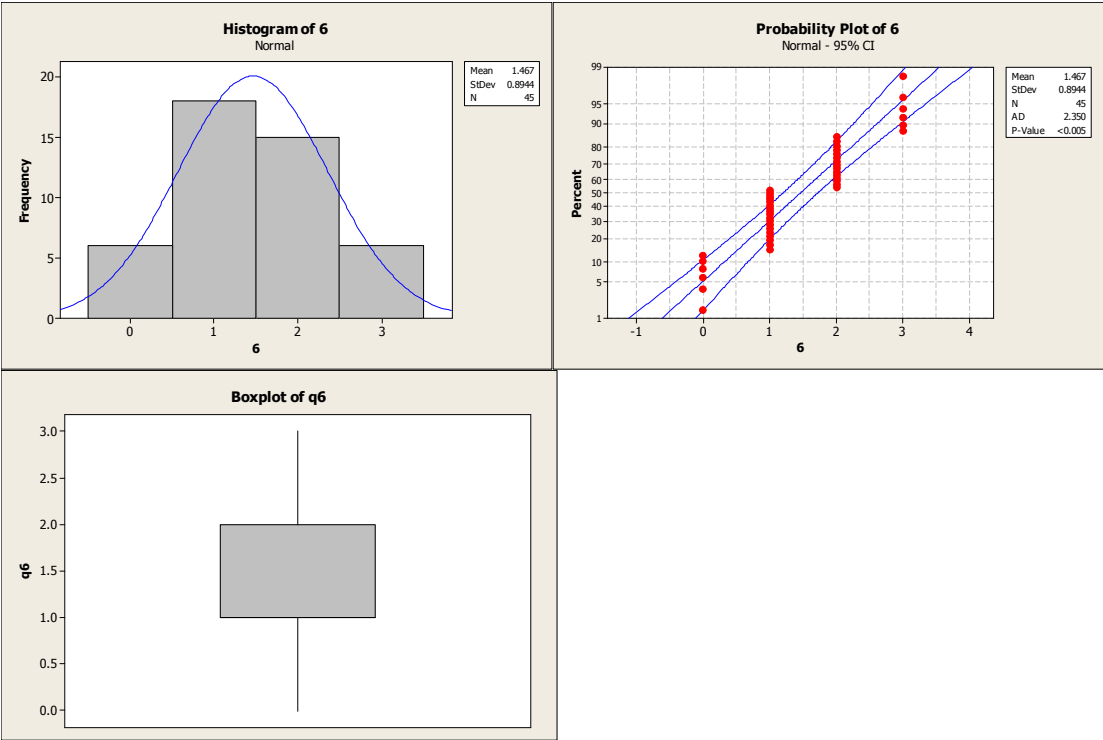 Histogram of 6
Normal
Mean 1.467
StDev 0.8944
N 45
20
15
10
5
0
Frequency
0 1 2 3
6
Probability Plot of 6
Normal - 95% CI
Mean 1.467
StDev 0.8944
N 45
AD 2.350
P-Value <0.005
99
95
90
80
70
60
50
40
30
20
10
5
1
Percent
-1 0 1 2 3 4
6
Boxplot of q6
3.0
2.5
2.0
1.5
1.0
0.5
0.0
q6